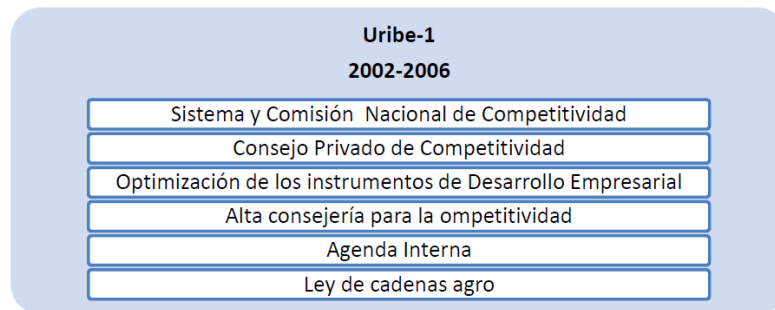 Uribe-1
2002-2006
Sistema y Comisión Nacional de Competitividad
Consejo Privado de Competitividad
Optimización de los instrumentos de Desarrollo Empresarial
Alta consejería para la ompetitividad
Agenda Interna
Ley de cadenas agro